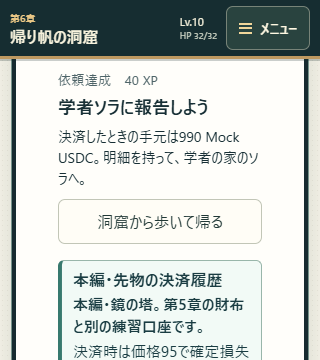 第6章
帰り帆の洞窟
Lv.10
HP 32/32
メニュー
依頼達成 40 XP
学者ソラに報告しよう
決済したときの手元は990 Mock
USDC。明細を持って、学者の家のソ
ラへ。
洞窟から歩いて帰る
本編・先物の決済履歴
本編・鏡の塔。第5章の財布
と別の練習口座です。
決済時は価格95で確定損失